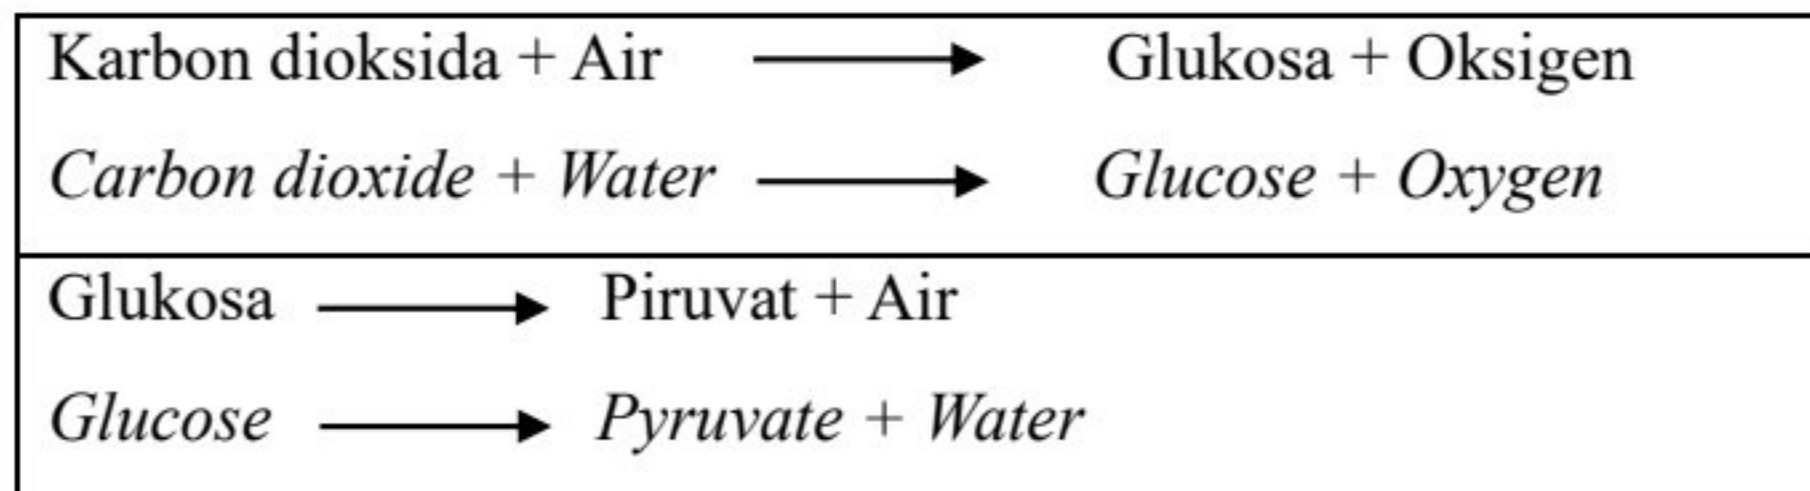 Karbon dioksida + Air ⟶ Glukosa + Oksigen
Carbon dioxide + Water ⟶ Glucose + Oxygen
Glukosa ⟶ Piruvat + Air
Glucose ⟶ Pyruvate + Water